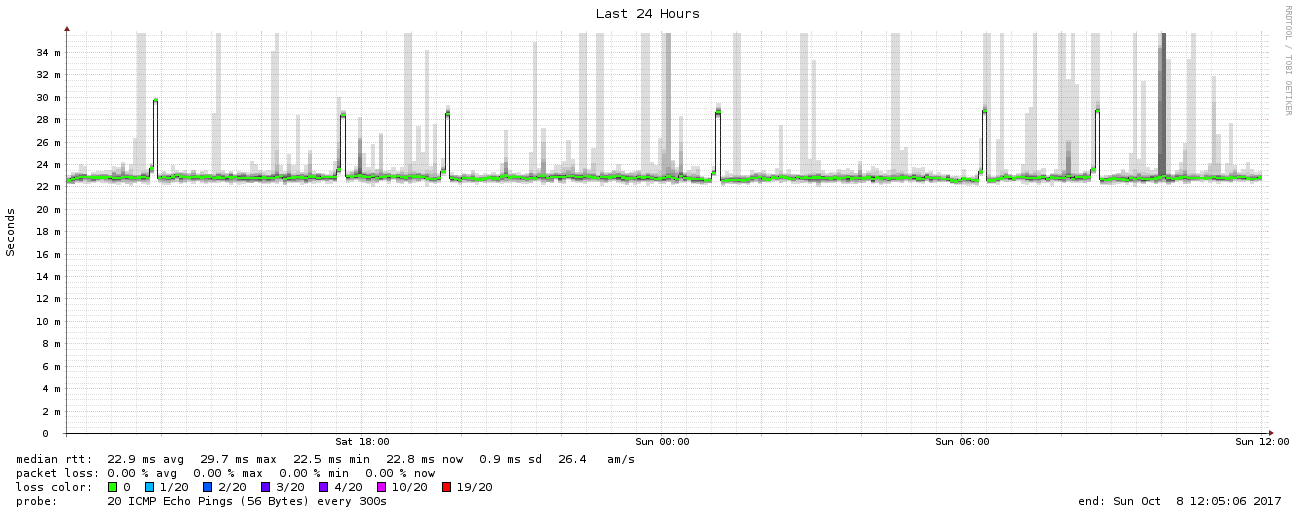 Last 24 Hours
RRDTOOL / TOBI OETIKER
Seconds
34 m
32 m
30 m
28 m
26 m
24 m
22 m
20 m
18 m
16 m
14 m
12 m
10 m
8 m
6 m
4 m
2 m
0
Sat 18:00 Sun 00:00 Sun 06:00 Sun 12:00
median rtt: 22.9 ms avg 29.7 ms max 22.5 ms min 22.8 ms now 0.9 ms sd 26.4 am/s
packet loss: 0.00 % avg 0.00 % max 0.00 % min 0.00 % now
loss color: 0 1/20 2/20 3/20 4/20 10/20 19/20
probe: 20 ICMP Echo Pings (56 Bytes) every 300s end: Sun Oct 8 12:05:06 2017